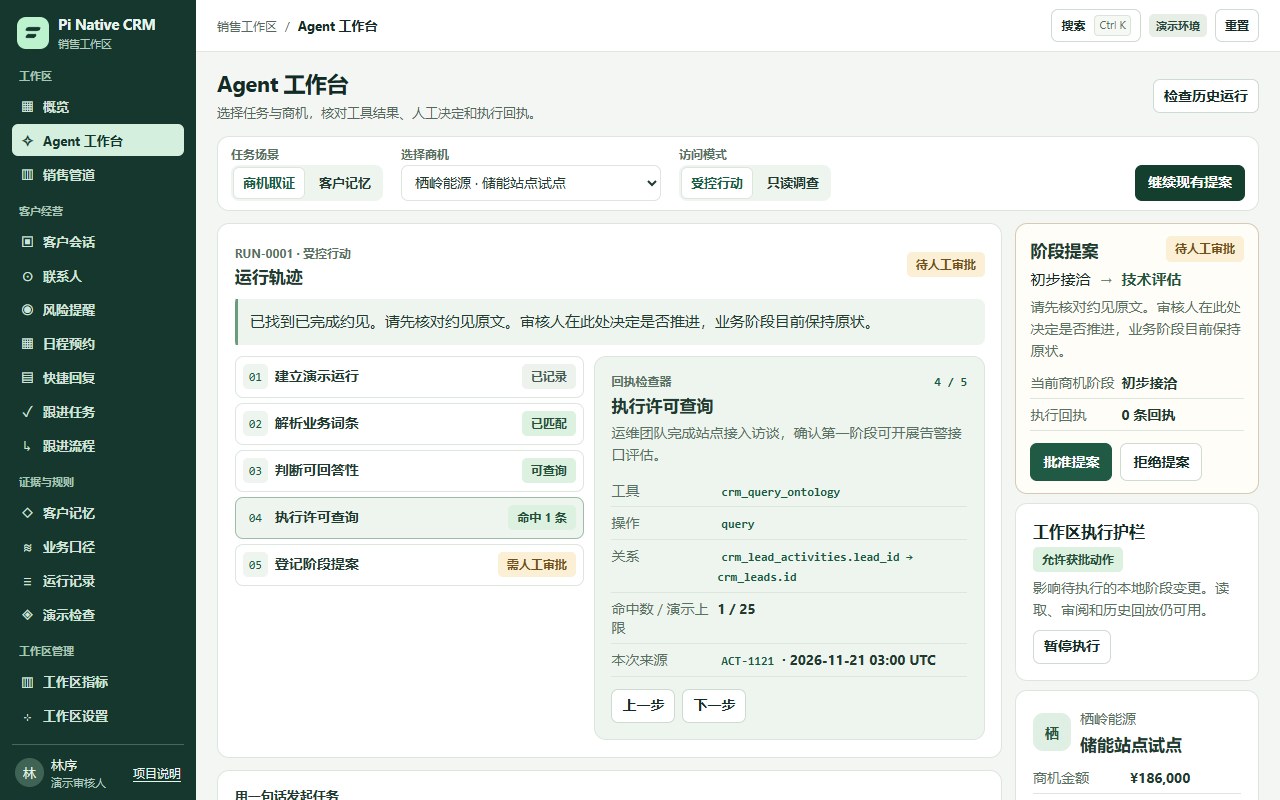 Pi Native CRM
销售工作区
工作区
概览
Agent 工作台
销售管道
客户经营
客户会话
联系人
风险提醒
日程预约
快捷回复
跟进任务
跟进流程
证据与规则
客户记忆
业务口径
运行记录
演示检查
工作区管理
工作区指标
工作区设置
林
林序
演示审核人
项目说明
销售工作区 / Agent 工作台
搜索 Ctrl K
演示环境
重置
Agent 工作台
选择任务与商机，核对工具结果、人工决定和执行回执。
检查历史运行
任务场景
商机取证 客户记忆
选择商机
栖岭能源 · 储能站点试点
访问模式
受控行动 只读调查
继续现有提案
RUN-0001 · 受控行动
运行轨迹
待人工审批
已找到已完成约见。请先核对约见原文。审核人在此处决定是否推进，业务阶段目前保持原状。
01 建立演示运行 已记录
02 解析业务词条 已匹配
03 判断可回答性 可查询
04 执行许可查询 命中 1 条
05 登记阶段提案 需人工审批
回执检查器 4 / 5
执行许可查询
运维团队完成站点接入访谈，确认第一阶段可开展告警接
口评估。
工具 crm_query_ontology
操作 query
关系 crm_lead_activities.lead_id →
crm_leads.id
命中数 / 演示上 1 / 25
限
本次来源 ACT-1121 · 2026-11-21 03:00 UTC
上一步 下一步
用一句话发起任务
阶段提案 待人工审批
初步接洽 → 技术评估
请先核对约见原文。审核人在此处
决定是否推进，业务阶段目前保持
原状。
当前商机阶段 初步接洽
执行回执 0 条回执
批准提案 拒绝提案
工作区执行护栏
允许获批动作
影响待执行的本地阶段变更。读
取、审阅和历史回放仍可用。
暂停执行
栖
栖岭能源
储能站点试点
商机金额 ¥186,000